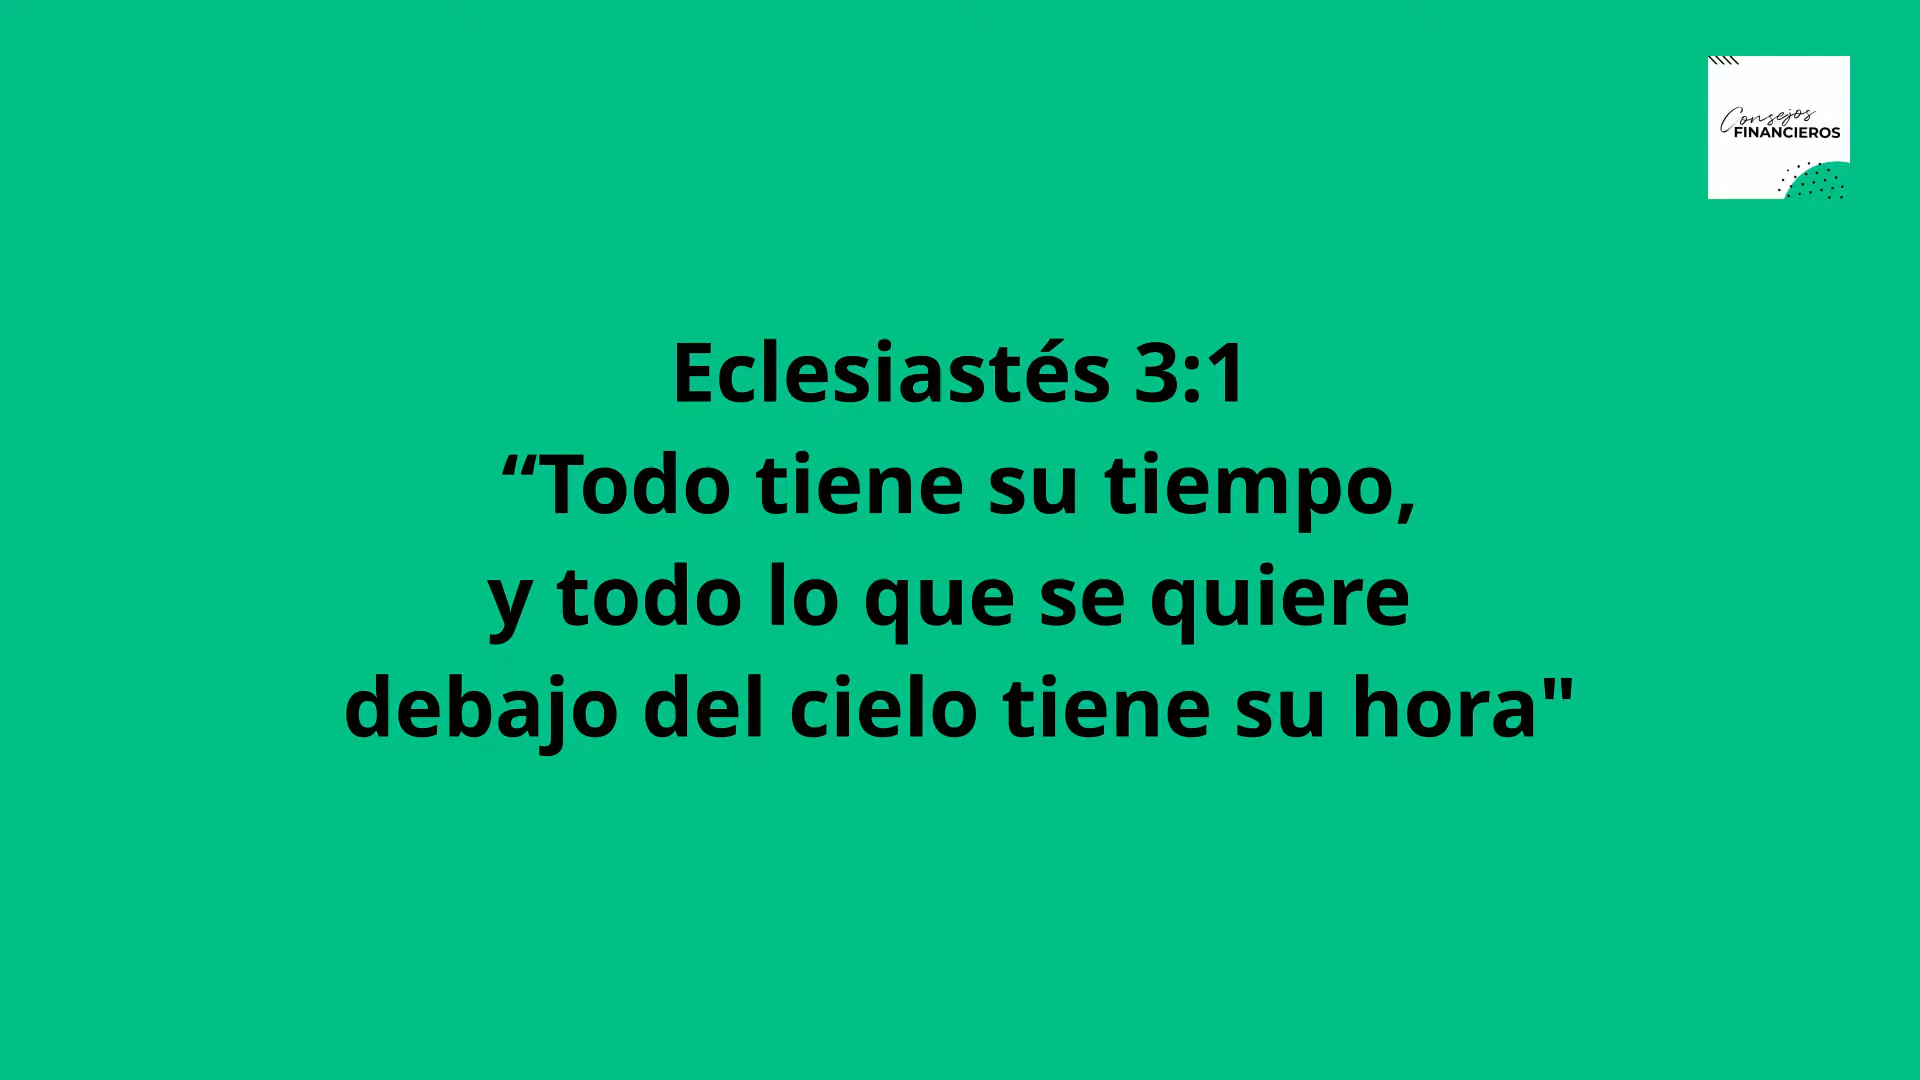 Consejos
FINANCIEROS
Eclesiastés 3:1
“Todo tiene su tiempo,
y todo lo que se quiere
debajo del cielo tiene su hora"